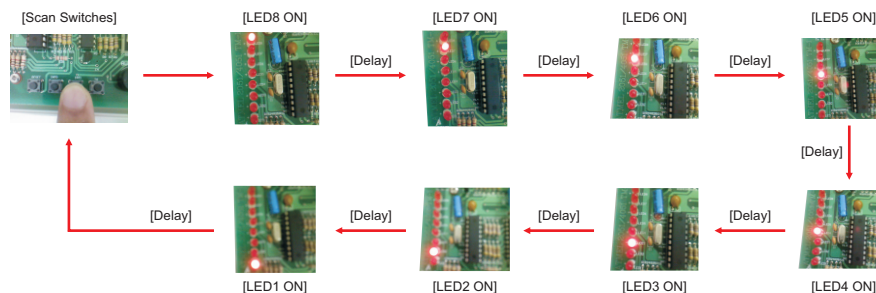 [Scan Switches]
[LED8 ON]
[LED7 ON]
[LED6 ON]
[LED5 ON]
[Delay]
[Delay]
[Delay]
[Delay]
[Delay]
[Delay]
[Delay]
[Delay]
[LED1 ON]
[LED2 ON]
[LED3 ON]
[LED4 ON]